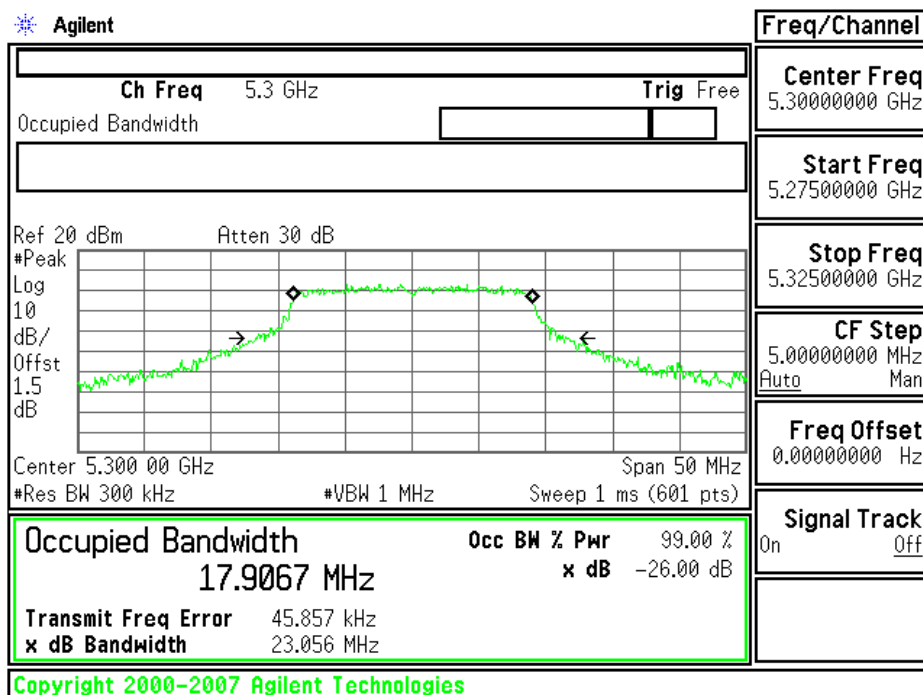 Agilent
Freq/Channel
Ch Freq 5.3 GHz Trig Free
Occupied Bandwidth
Center Freq
5.30000000 GHz
Start Freq
5.27500000 GHz
Stop Freq
5.32500000 GHz
CF Step
5.00000000 MHz
Auto Man
Freq Offset
0.00000000 Hz
Signal Track
On Off
Ref 20 dBm Atten 30 dB
#Peak
Log
10
dB/
Offst
1.5
dB
Center 5.300 00 GHz Span 50 MHz
#Res BW 300 kHz #VBW 1 MHz Sweep 1 ms (601 pts)
Occupied Bandwidth
17.9067 MHz
Occ BW % Pwr 99.00 %
x dB -26.00 dB
Transmit Freq Error 45.857 kHz
x dB Bandwidth 23.056 MHz
Copyright 2000-2007 Agilent Technologies